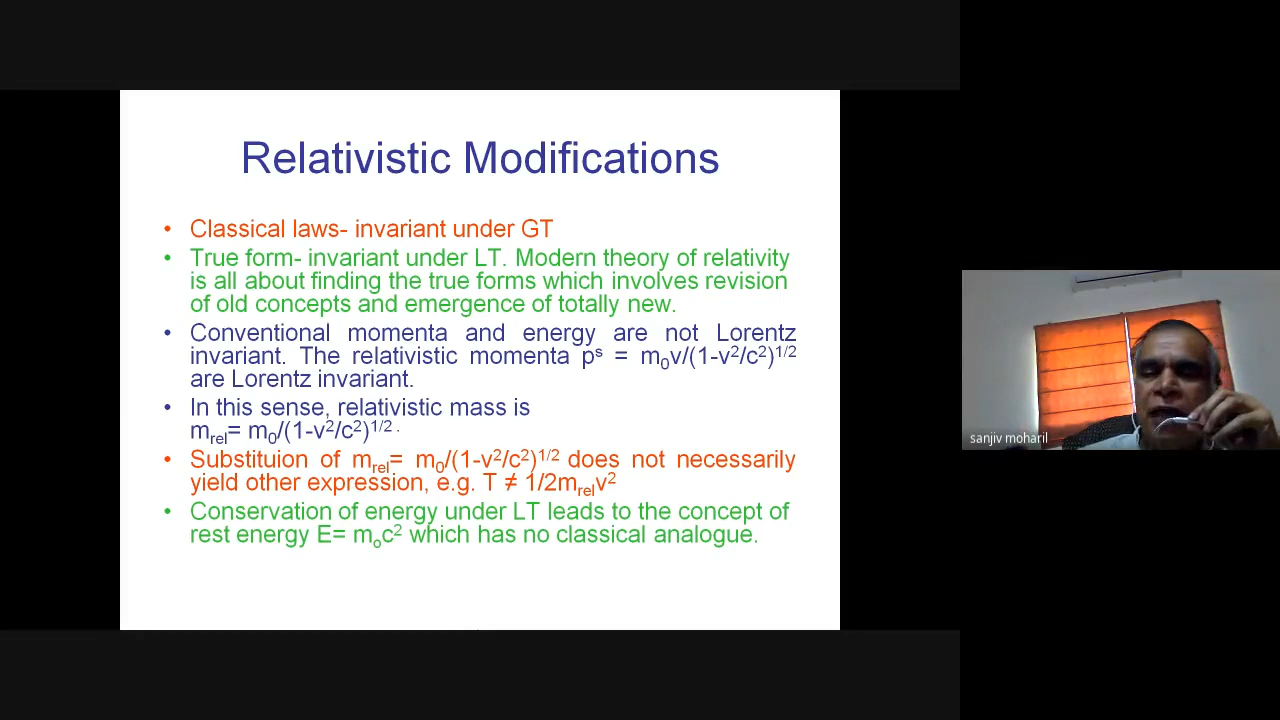 Relativistic Modifications
• Classical laws- invariant under GT
• True form- invariant under LT. Modern theory of relativity
is all about finding the true forms which involves revision
of old concepts and emergence of totally new.
• Conventional momenta and energy are not Lorentz
invariant. The relativistic momenta pˢ = m₀v/(1-v²/c²)¹/²
are Lorentz invariant.
• In this sense, relativistic mass is
mrel= m₀/(1-v²/c²)¹/² .
• Substituion of mrel= m₀/(1-v²/c²)¹/² does not necessarily
yield other expression, e.g. T ≠ 1/2mrelv²
• Conservation of energy under LT leads to the concept of
rest energy E= moc² which has no classical analogue.
sanjiv moharil